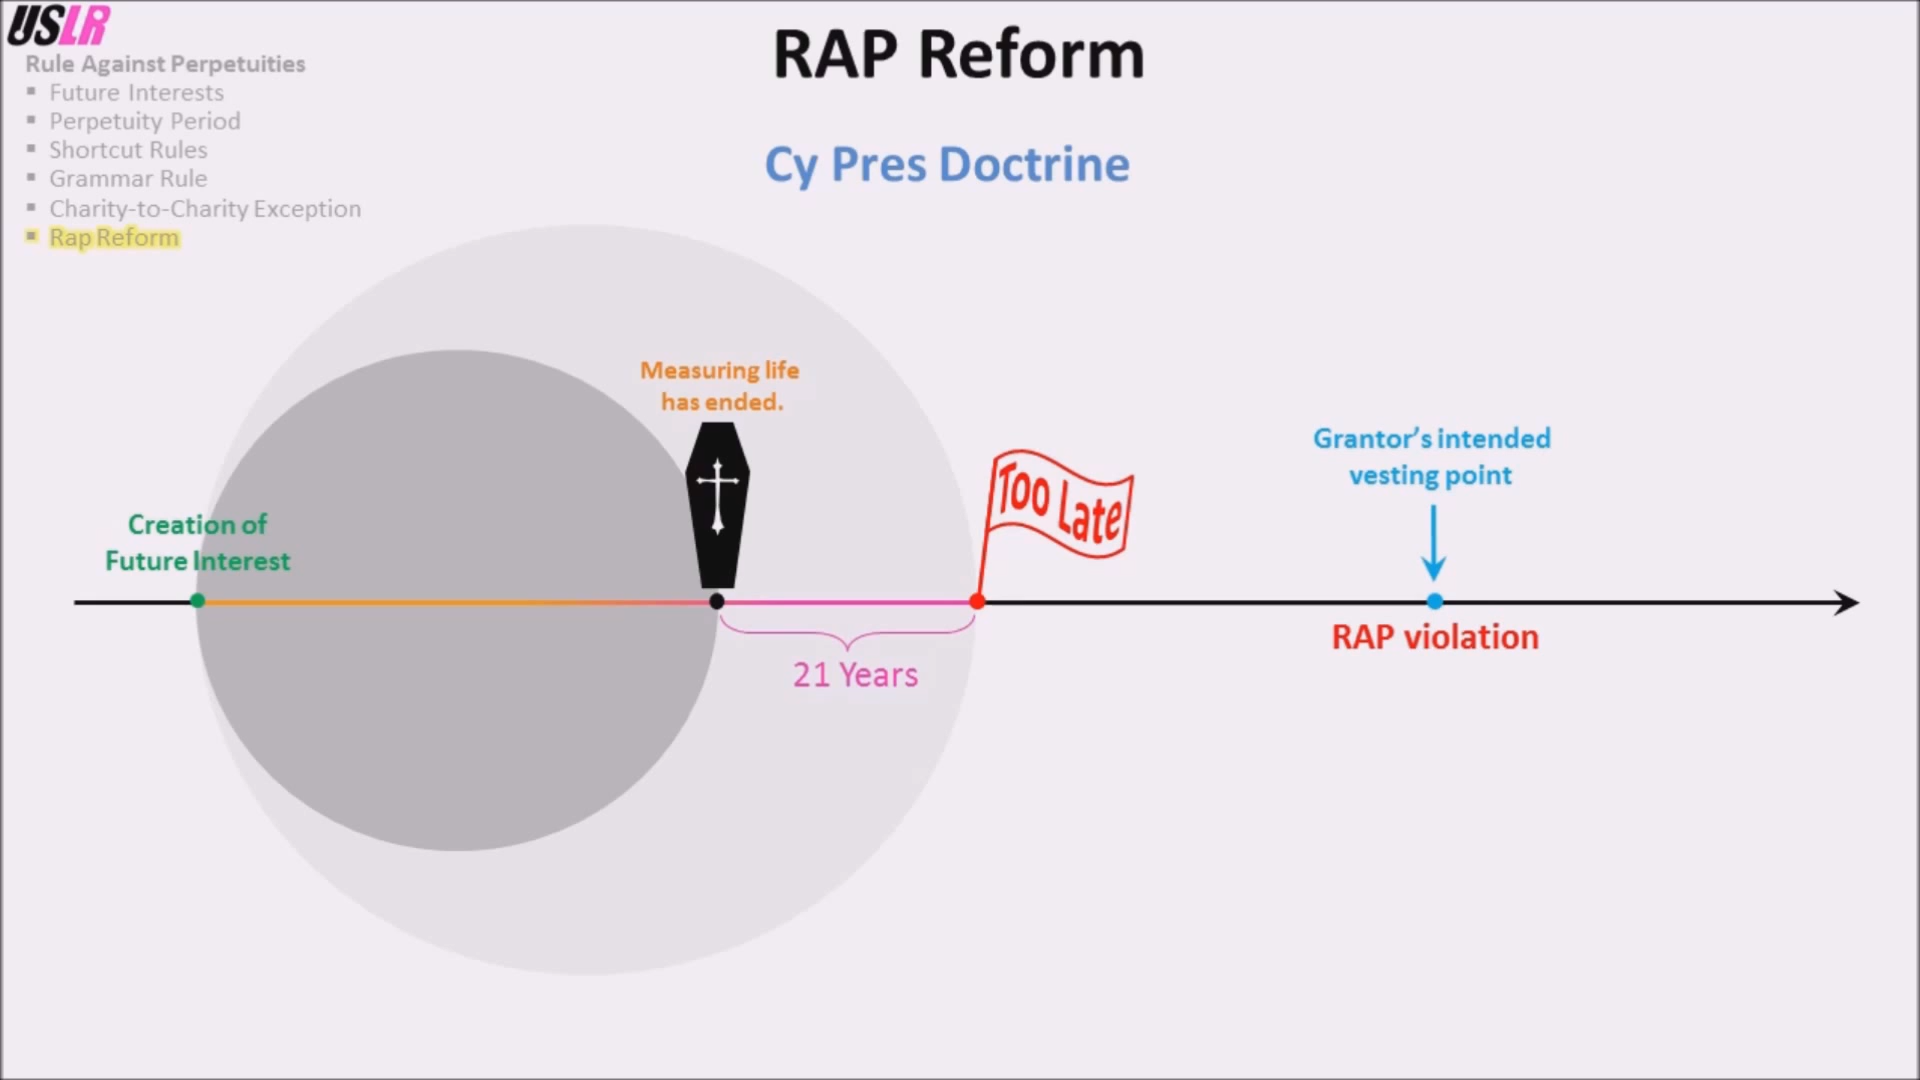 USLR
RAP Reform
Rule Against Perpetuities
▪ Future Interests
▪ Perpetuity Period
▪ Shortcut Rules
▪ Grammar Rule
▪ Charity-to-Charity Exception
▪ Rap Reform
Cy Pres Doctrine
Measuring life
has ended.
Creation of
Future Interest
Too Late
Grantor’s intended
vesting point
RAP violation
21 Years